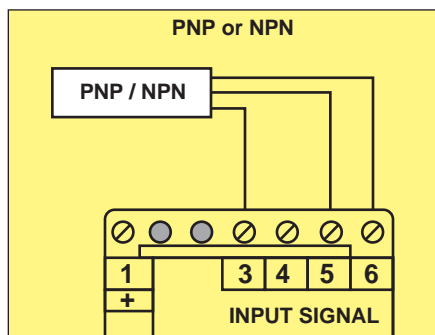 PNP or NPN
PNP / NPN
1 3 4 5 6
+
INPUT SIGNAL